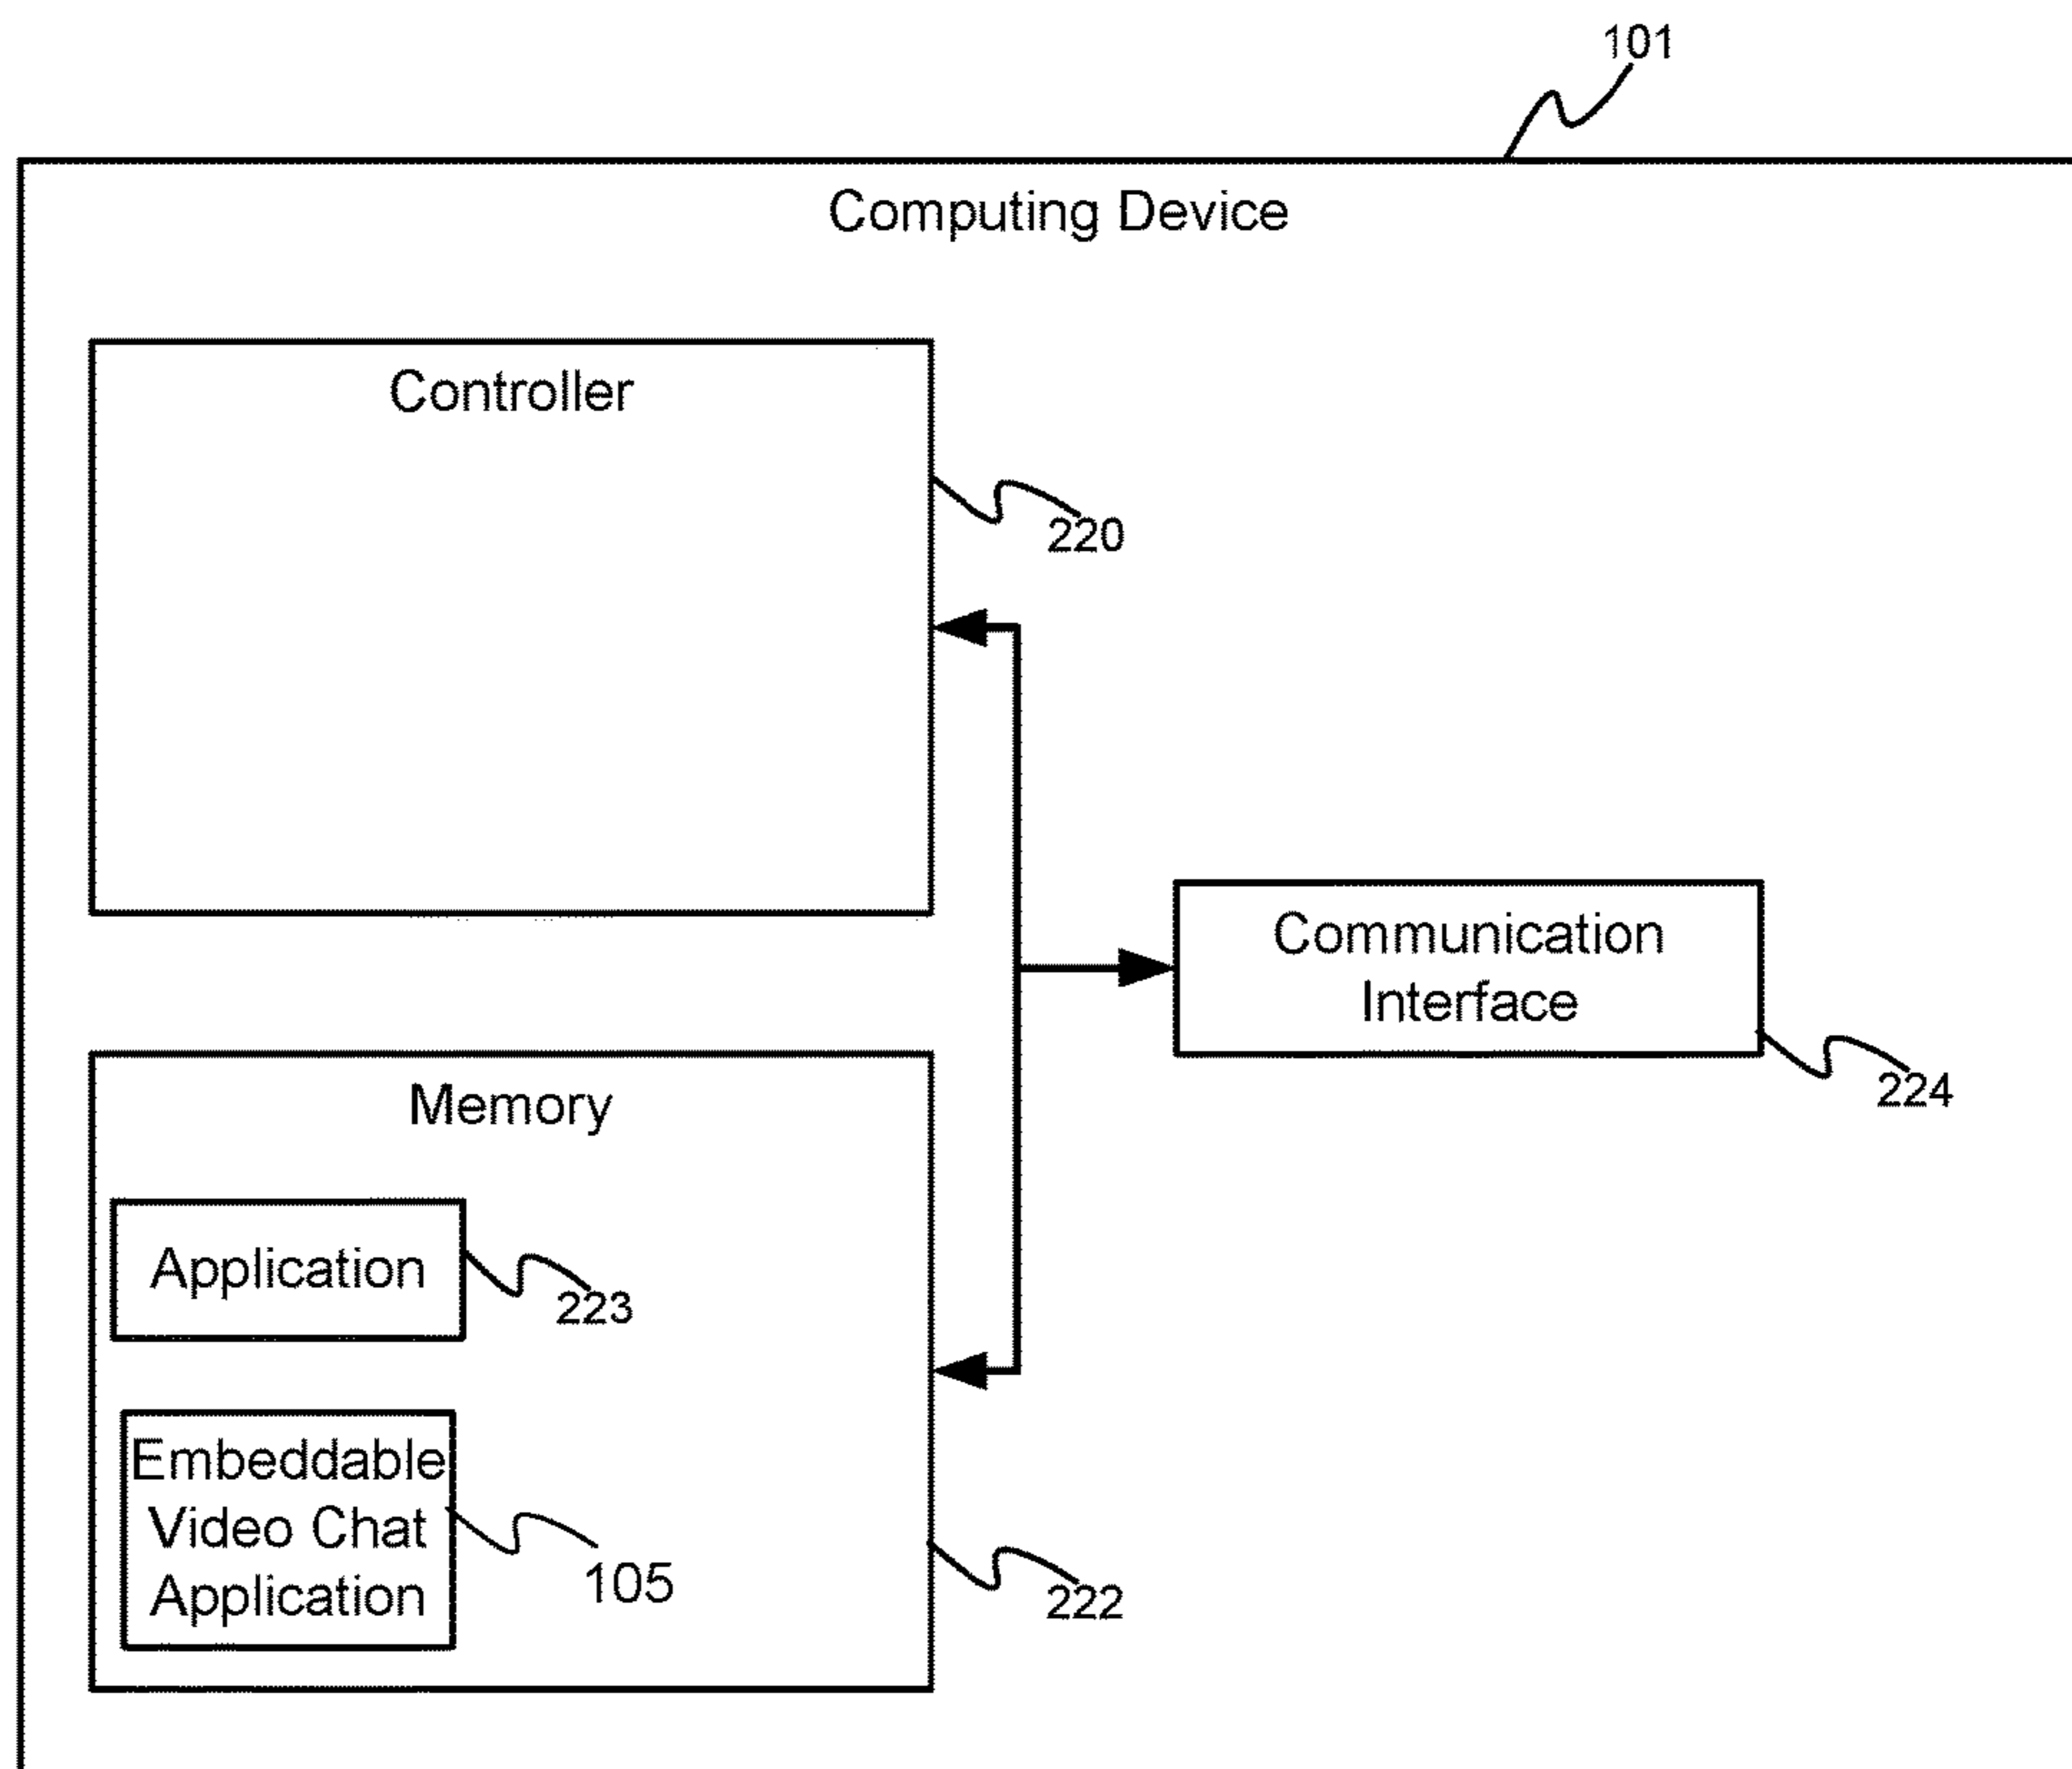 101
Computing Device
Controller
220
Communication
Interface
224
Memory
Application
223
Embeddable
Video Chat
Application
105
222